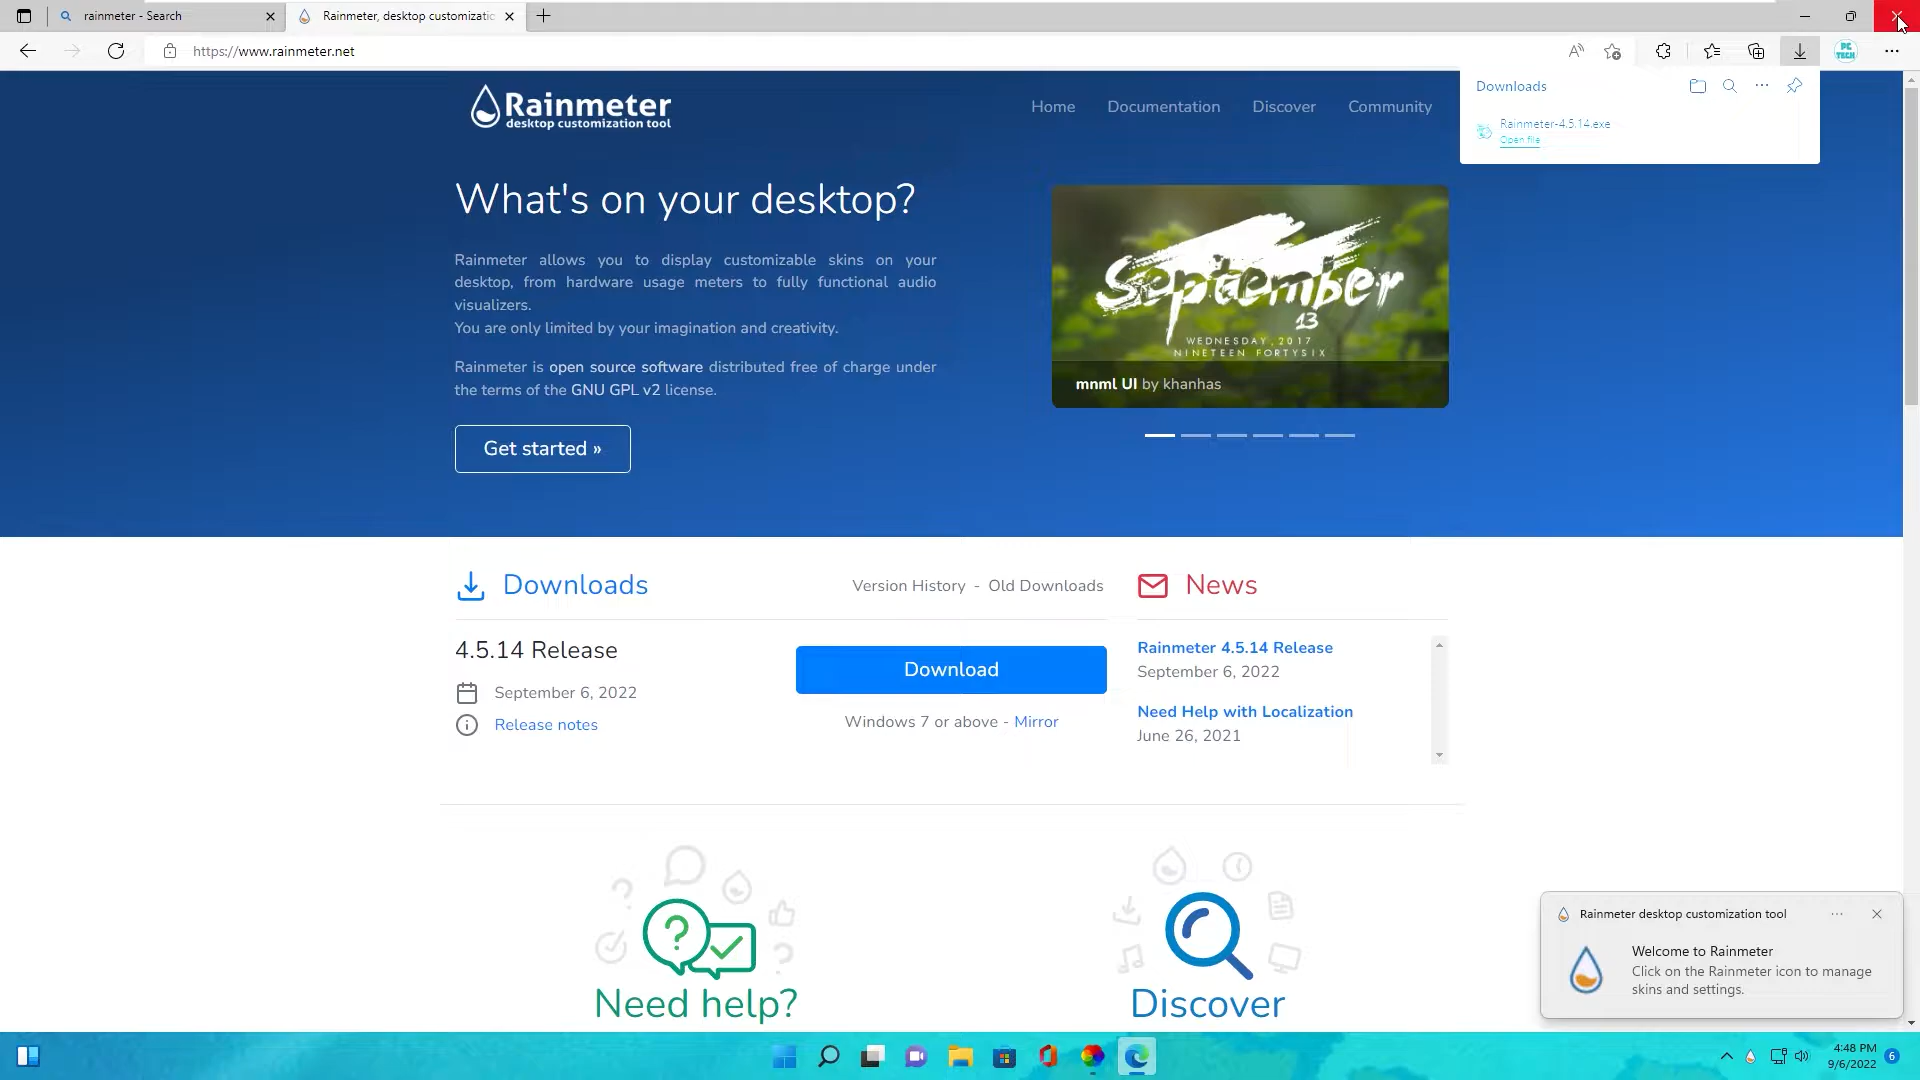 rainmeter - Search
Rainmeter, desktop customizatic
https://www.rainmeter.net
Downloads
Rainmeter-4.5.14.exe
Open file
PC
TECH
Rainmeter
desktop customization tool
Home
Documentation
Discover
Community
What's on your desktop?
Rainmeter allows you to display customizable skins on your
desktop, from hardware usage meters to fully functional audio
visualizers.
You are only limited by your imagination and creativity.
Rainmeter is open source software distributed free of charge under
the terms of the GNU GPL v2 license.
Get started »
September
13
WEDNESDAY, 2017
NINETEEN FORTYSIX
mnml UI by khanhas
Downloads
Version History - Old Downloads
4.5.14 Release
September 6, 2022
Release notes
Download
Windows 7 or above - Mirror
News
Rainmeter 4.5.14 Release
September 6, 2022
Need Help with Localization
June 26, 2021
Need help?
Discover
Rainmeter desktop customization tool
Welcome to Rainmeter
Click on the Rainmeter icon to manage
skins and settings.
4:48 PM
9/6/2022
6